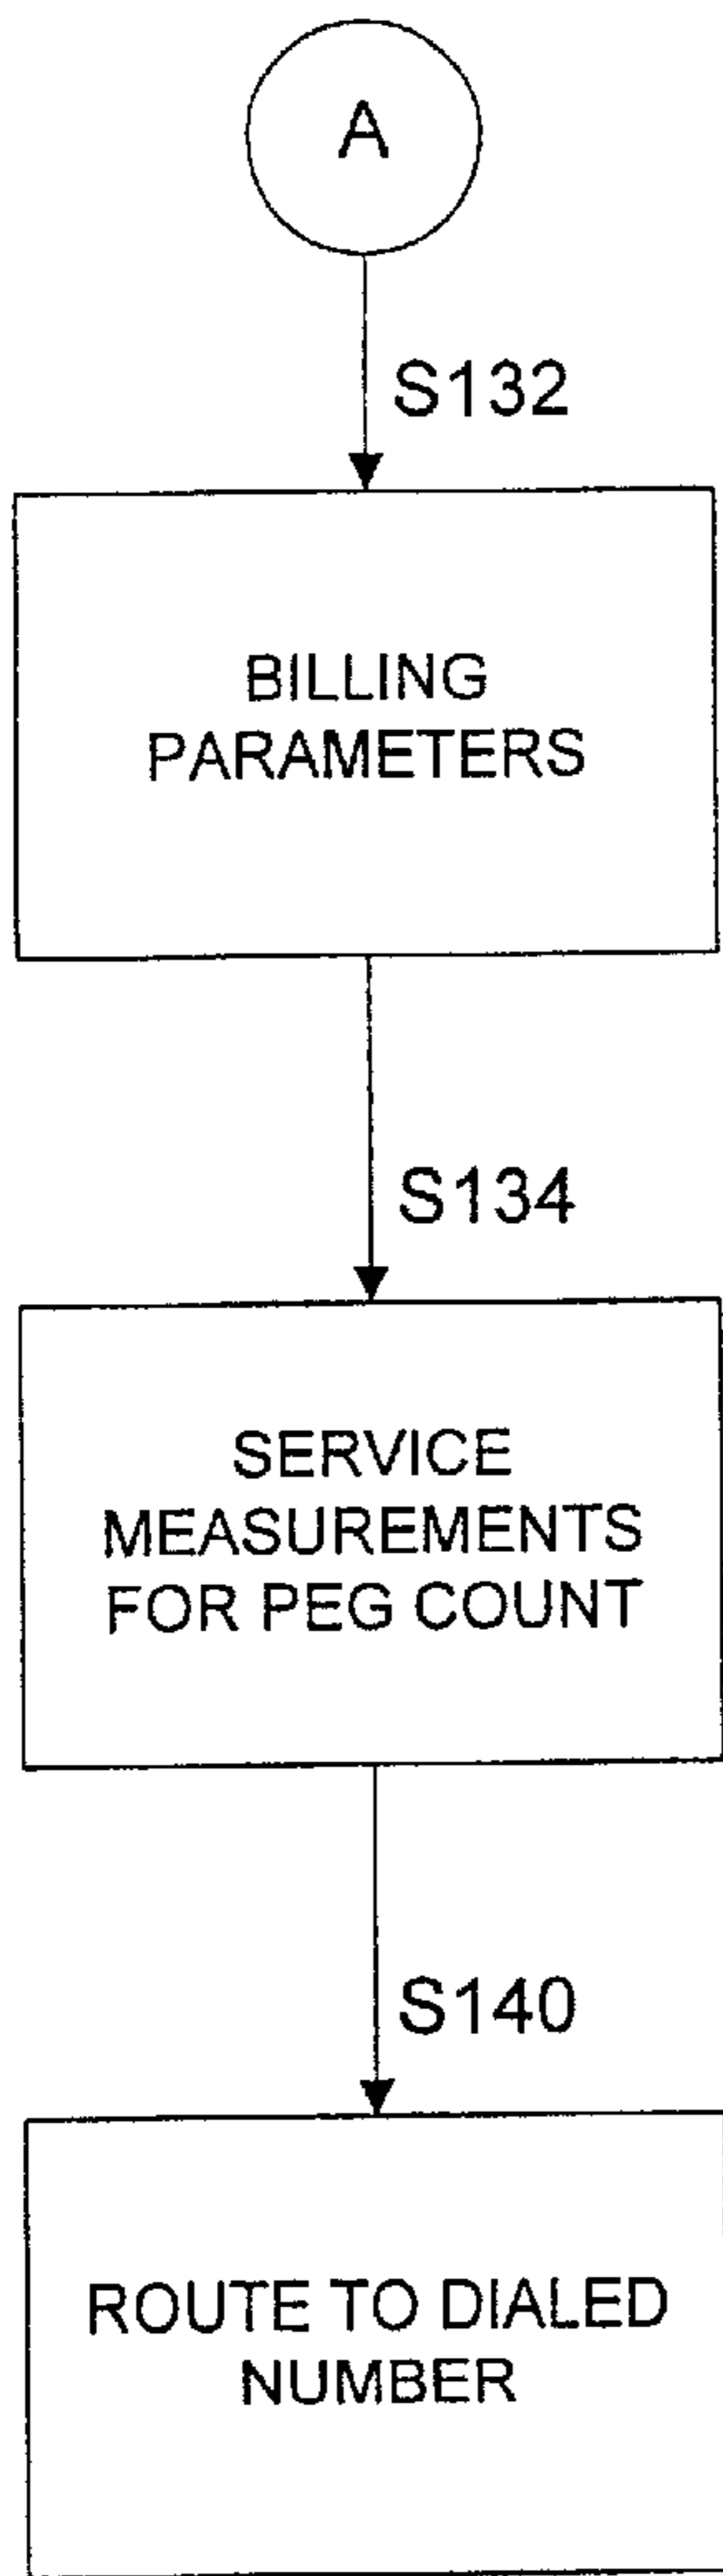 A
S132
BILLING
PARAMETERS
S134
SERVICE
MEASUREMENTS
FOR PEG COUNT
S140
ROUTE TO DIALED
NUMBER